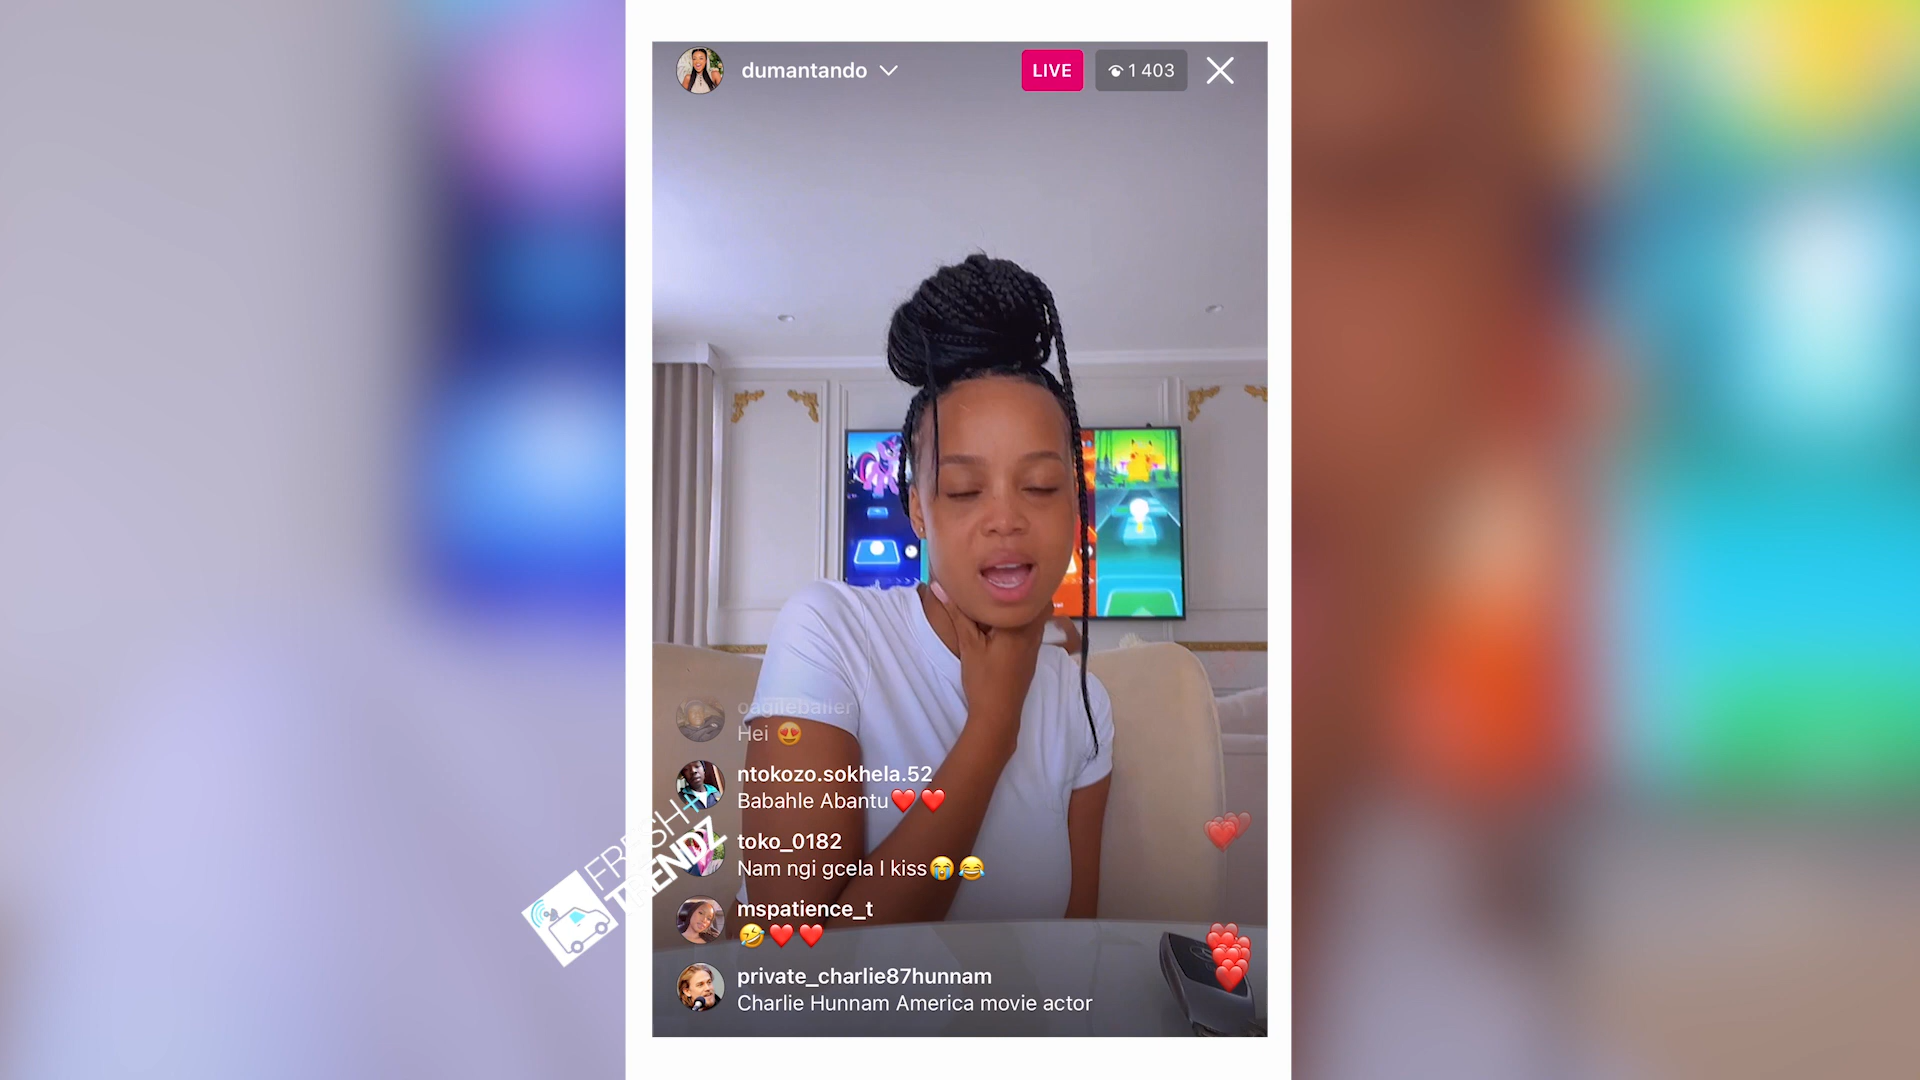 dumantando
LIVE
1 403
oagilebailer
Hei 😍
ntokozo.sokhela.52
Babahle Abantu❤️❤️
toko_0182
Nam ngi gcela I kiss😭😂
mspatience_t
🤣❤️❤️
private_charlie87hunnam
Charlie Hunnam America movie actor
FRESH
TRENDZ